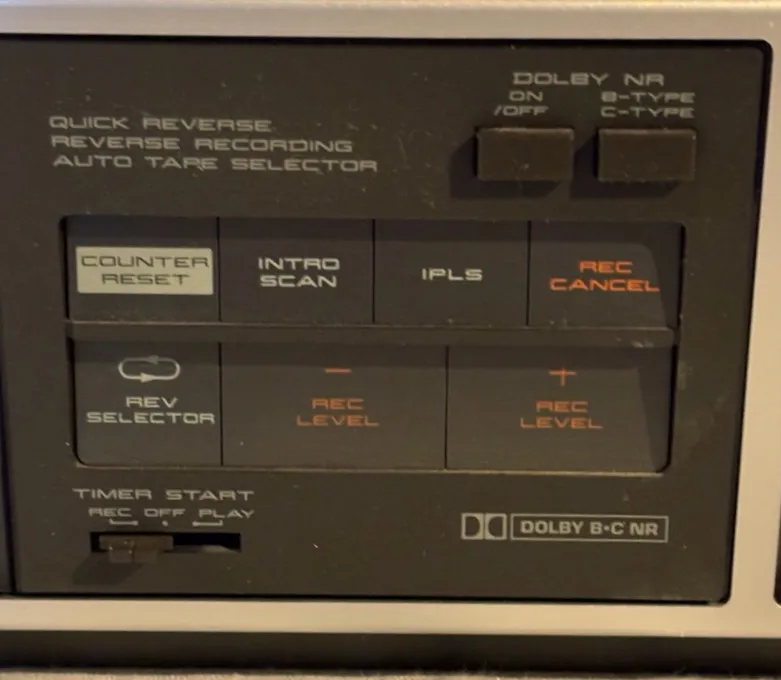 DOLBY NR
ON
/OFF
B-TYPE
C-TYPE
QUICK REVERSE
REVERSE RECORDING
AUTO TAPE SELECTOR
COUNTER
RESET
INTRO
SCAN
IPLS
REC
CANCEL
REV
SELECTOR
−
REC
LEVEL
+
REC
LEVEL
TIMER START
REC OFF PLAY
DOLBY B•C NR